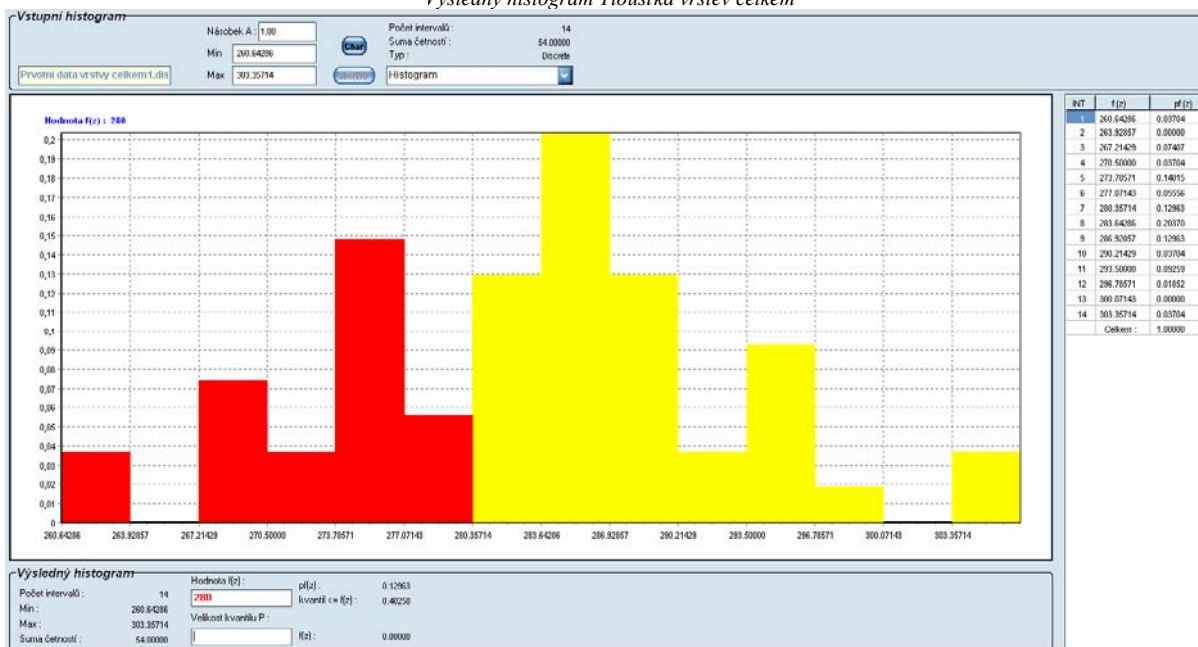 Výsledný histogram Tloušťka vrstev celkem
Vstupní histogram
Násobek A : 1.00
Min 260.64286
Max 303.35714
Prvotní data vrstvy celkem1.dis
Char
Počet intervalů : 14
Suma četností : 54.00000
Typ : Discrete
Histogram
Hodnota f(z) : 280
0,2
0,19
0,18
0,17
0,16
0,15
0,14
0,13
0,12
0,11
0,1
0,09
0,08
0,07
0,06
0,05
0,04
0,03
0,02
0,01
0
260.64286 263.92857 267.21429 270.50000 273.78571 277.07143 280.35714 283.64286 286.92857 290.21429 293.50000 296.78571 300.07143 303.35714
INT f (z) pf (z)
1 260.64286 0.03704
2 263.92857 0.00000
3 267.21429 0.07407
4 270.50000 0.03704
5 273.78571 0.14815
6 277.07143 0.05556
7 280.35714 0.12963
8 283.64286 0.20370
9 286.92857 0.12963
10 290.21429 0.03704
11 293.50000 0.09259
12 296.78571 0.01852
13 300.07143 0.00000
14 303.35714 0.03704
Celkem : 1.00000
Výsledný histogram
Počet intervalů : 14
Min : 260.64286
Max : 303.35714
Suma četností : 54.00000
Hodnota f(z) :
280
Velikost kvantilu P :
pf(z) : 0.12963
kvantil <= f(z) : 0.40258
f(z) : 0.00000